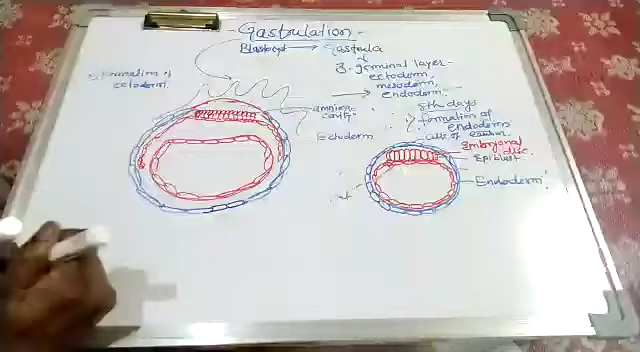 - Gastrulation -
Blastocyst → Gastrula
3. germinal layer -
ectoderm,
mesoderm,
endoderm.
Formation of
ectoderm.
5th days
formation of
endoderm
cells of
amniotic
cavity.
Ectoderm
Embryonal
disc.
Epiblast
Endoderm